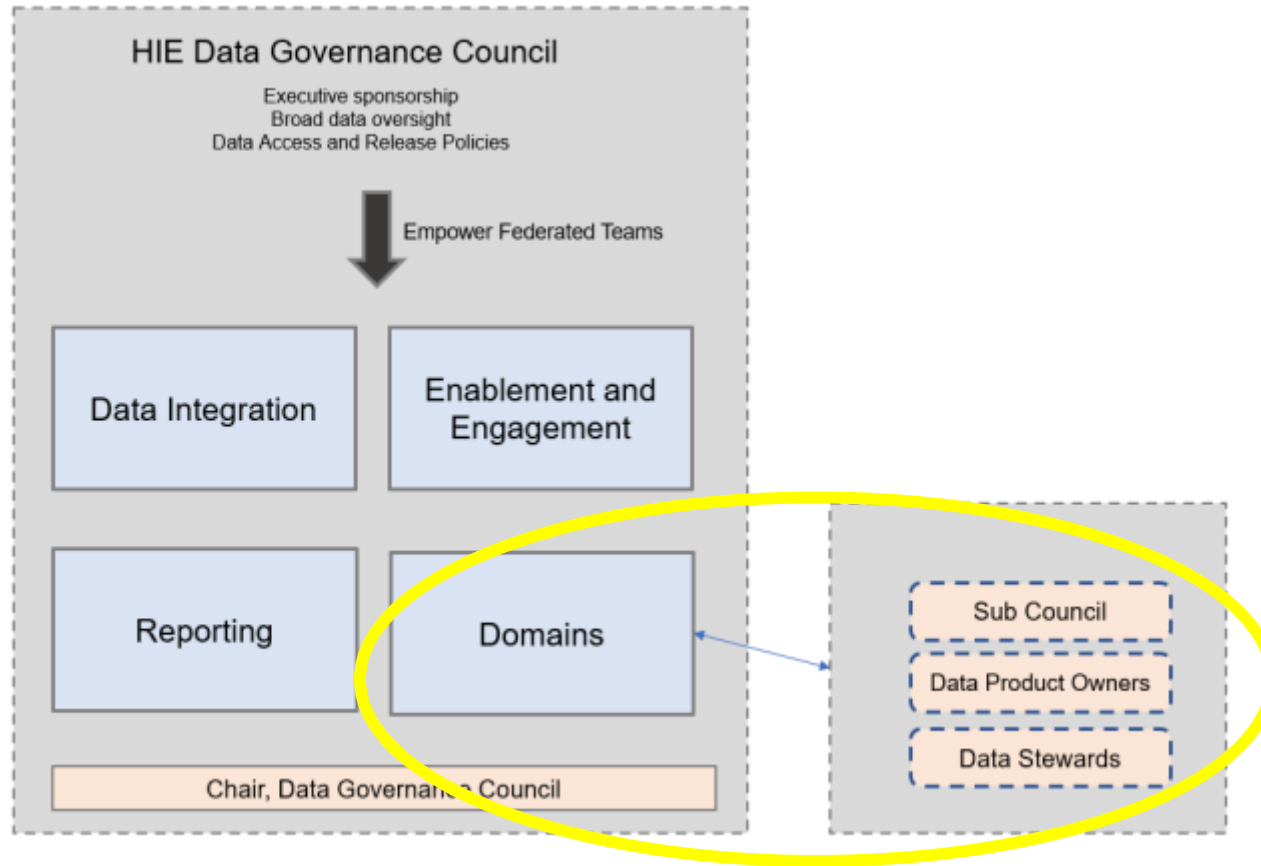 HIE Data Governance Council
Executive sponsorship
Broad data oversight
Data Access and Release Policies
Empower Federated Teams
Data Integration
Enablement and
Engagement
Reporting
Domains
Sub Council
Data Product Owners
Data Stewards
Chair, Data Governance Council